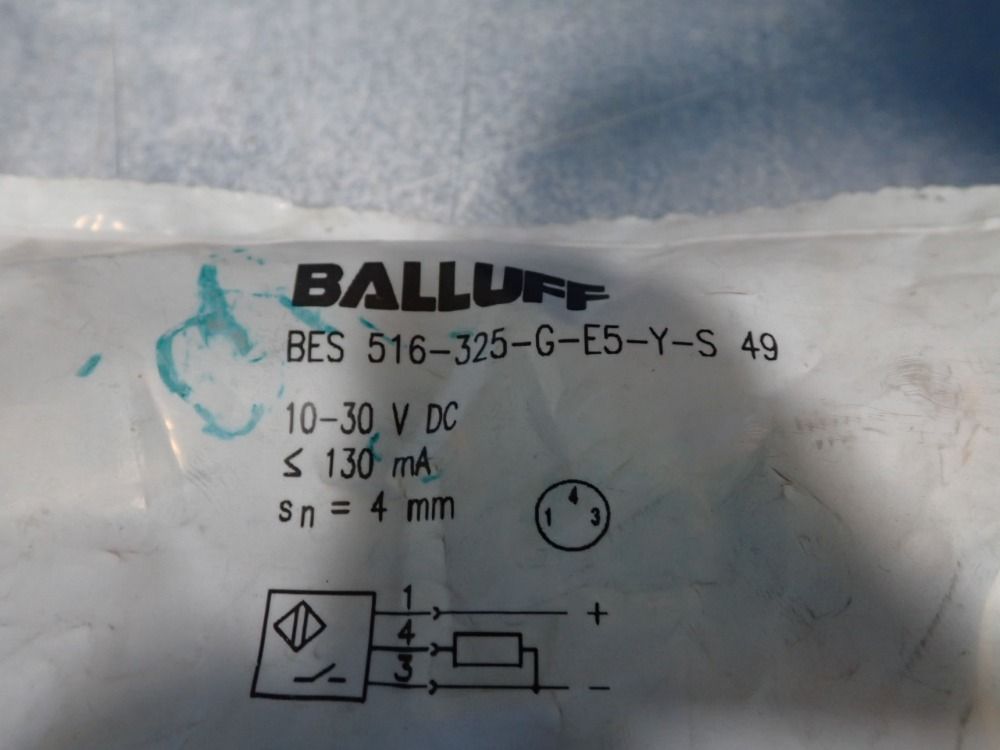 BALLUFF
BES 516-325-G-E5-Y-S 49
10-30 V DC
≤ 130 mA
sn = 4 mm
4
1 3
1 +
4
3 -